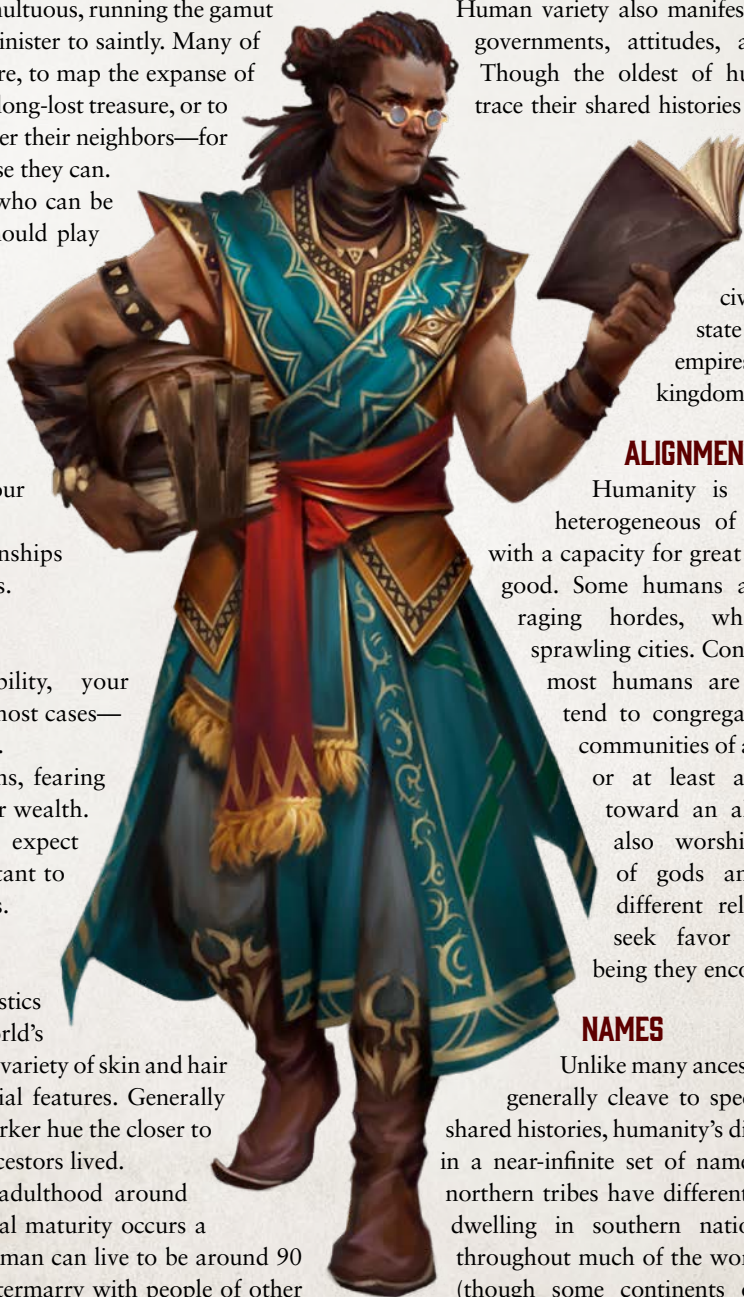 nultuous, running the gamut
inister to saintly. Many of
re, to map the expanse of
long-lost treasure, or to
er their neighbors—for
se they can.
who can be
hould play
our
nships
s.
bility, your
nost cases—
.
ns, fearing
r wealth.
expect
tant to
s.
stics
orld's
variety of skin and hair
ial features. Generally
rker hue the closer to
cestors lived.
adulthood around
al maturity occurs a
man can live to be around 90
termarry with people of other
Human variety also manifes
governments, attitudes, a
Though the oldest of hu
trace their shared histories
civ
state
empires
kingdom
ALIGNMEN
Humanity is
heterogeneous of
with a capacity for great
good. Some humans a
raging hordes, wh
sprawling cities. Con
most humans are
tend to congrega
communities of a
or at least a
toward an a
also worshi
of gods an
different rel
seek favor
being they enco
NAMES
Unlike many ances
generally cleave to spec
shared histories, humanity's di
in a near-infinite set of name
northern tribes have different
dwelling in southern natio
throughout much of the wor
(though some continents